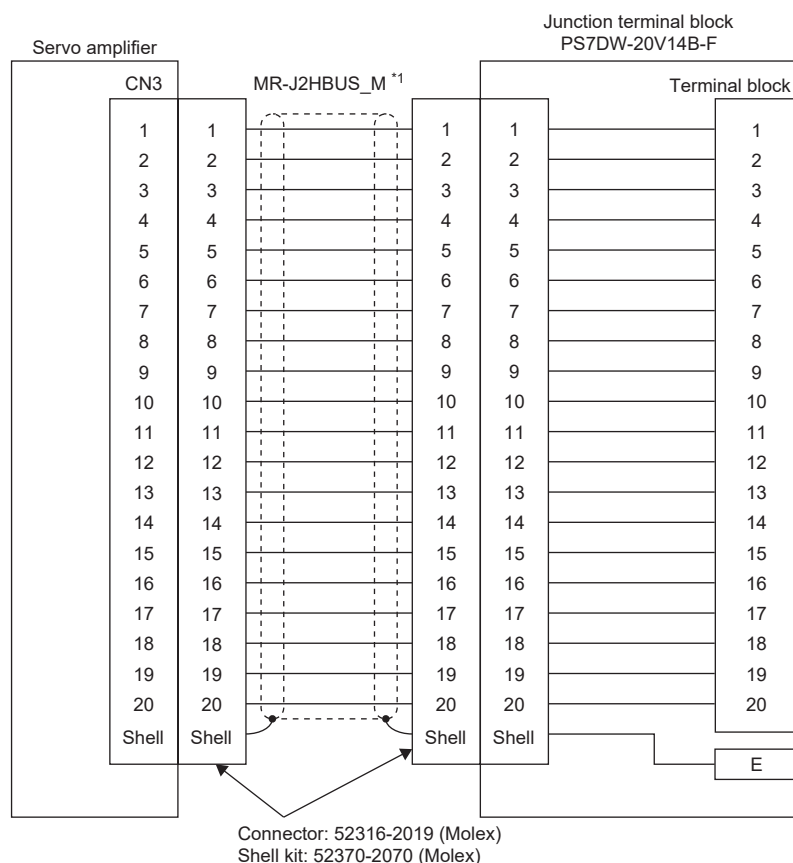 Junction terminal block
PS7DW-20V14B-F
Servo amplifier
CN3 MR-J2HBUS_M *1 Terminal block
1 1 1 1 1
2 2 2 2 2
3 3 3 3 3
4 4 4 4 4
5 5 5 5 5
6 6 6 6 6
7 7 7 7 7
8 8 8 8 8
9 9 9 9 9
10 10 10 10 10
11 11 11 11 11
12 12 12 12 12
13 13 13 13 13
14 14 14 14 14
15 15 15 15 15
16 16 16 16 16
17 17 17 17 17
18 18 18 18 18
19 19 19 19 19
20 20 20 20 20
Shell Shell Shell Shell
E
Connector: 52316-2019 (Molex)
Shell kit: 52370-2070 (Molex)